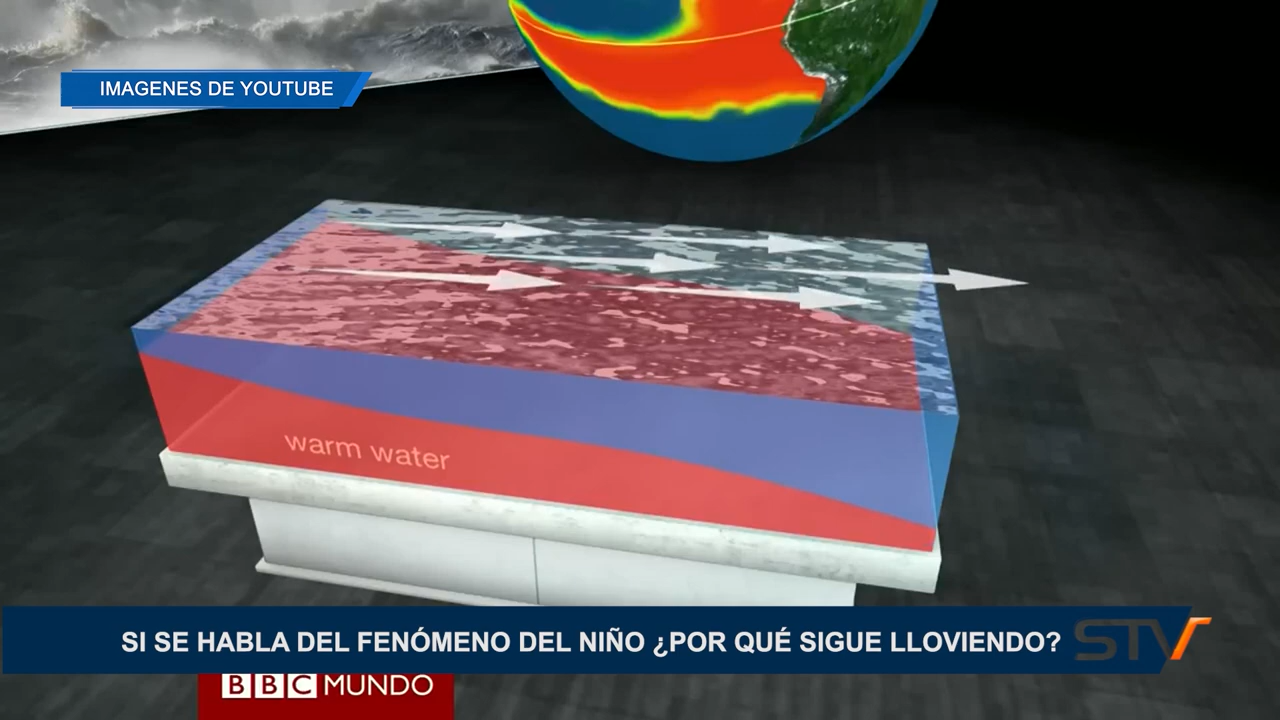 IMAGENES DE YOUTUBE
warm water
SI SE HABLA DEL FENÓMENO DEL NIÑO ¿POR QUÉ SIGUE LLOVIENDO?
STV
BBC MUNDO